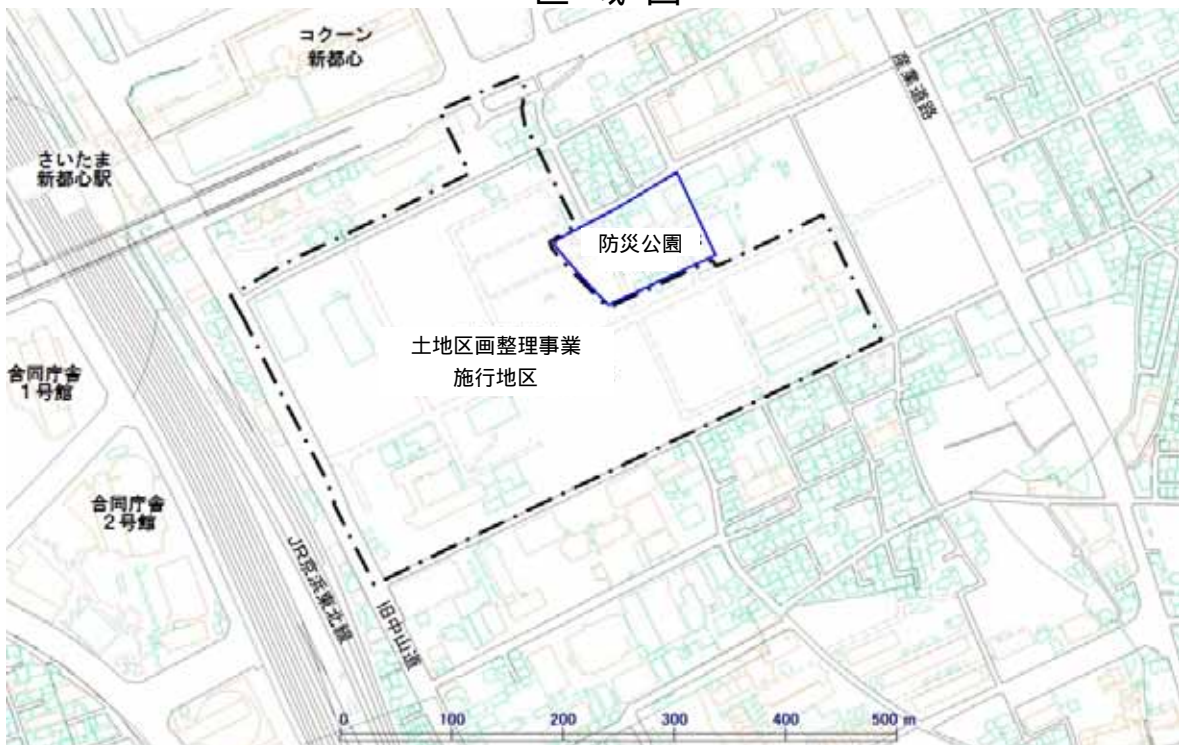 コクーン
新都心
産業道路
さいたま
新都心駅
防災公園
土地区画整理事業
施行地区
合同庁舎
1号館
合同庁舎
2号館
JR京浜東北線
旧中山道
0 100 200 300 400 500 m